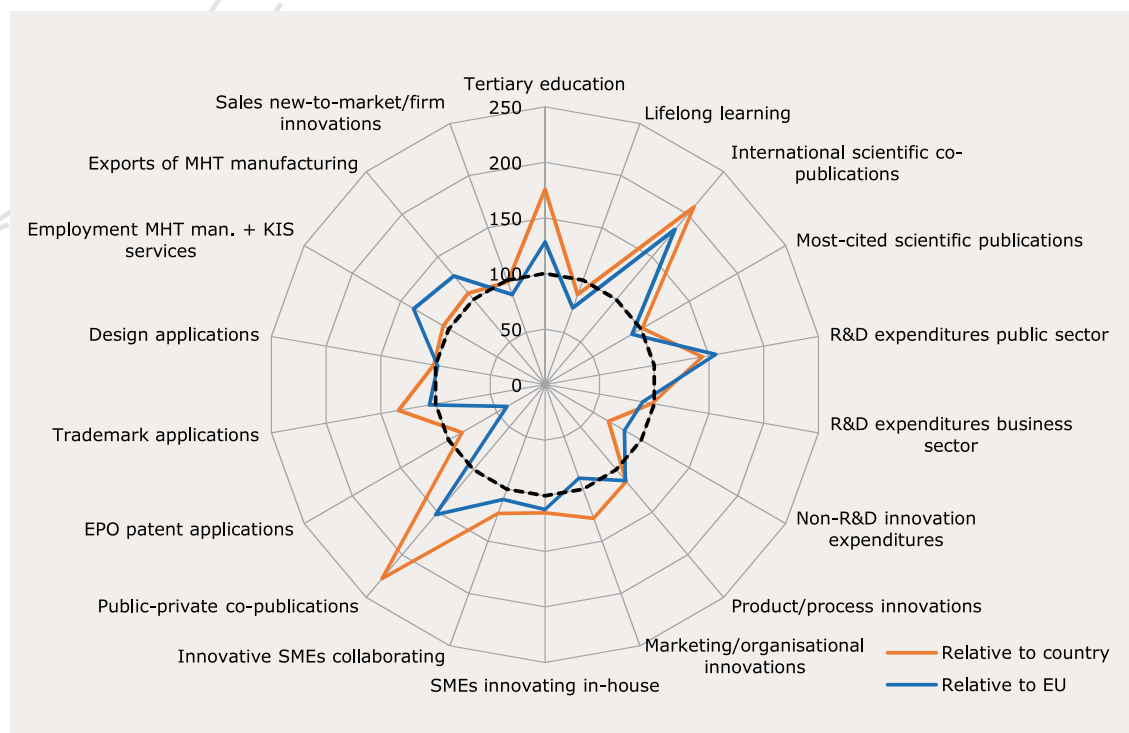 Tertiary education
Sales new-to-market/firm
innovations
Lifelong learning
Exports of MHT manufacturing
International scientific co-
publications
Employment MHT man. + KIS
services
Most-cited scientific publications
Design applications
R&D expenditures public sector
Trademark applications
R&D expenditures business
sector
EPO patent applications
Non-R&D innovation
expenditures
Public-private co-publications
Product/process innovations
Innovative SMEs collaborating
Marketing/organisational
innovations
SMEs innovating in-house
250
200
150
100
50
0
Relative to country
Relative to EU